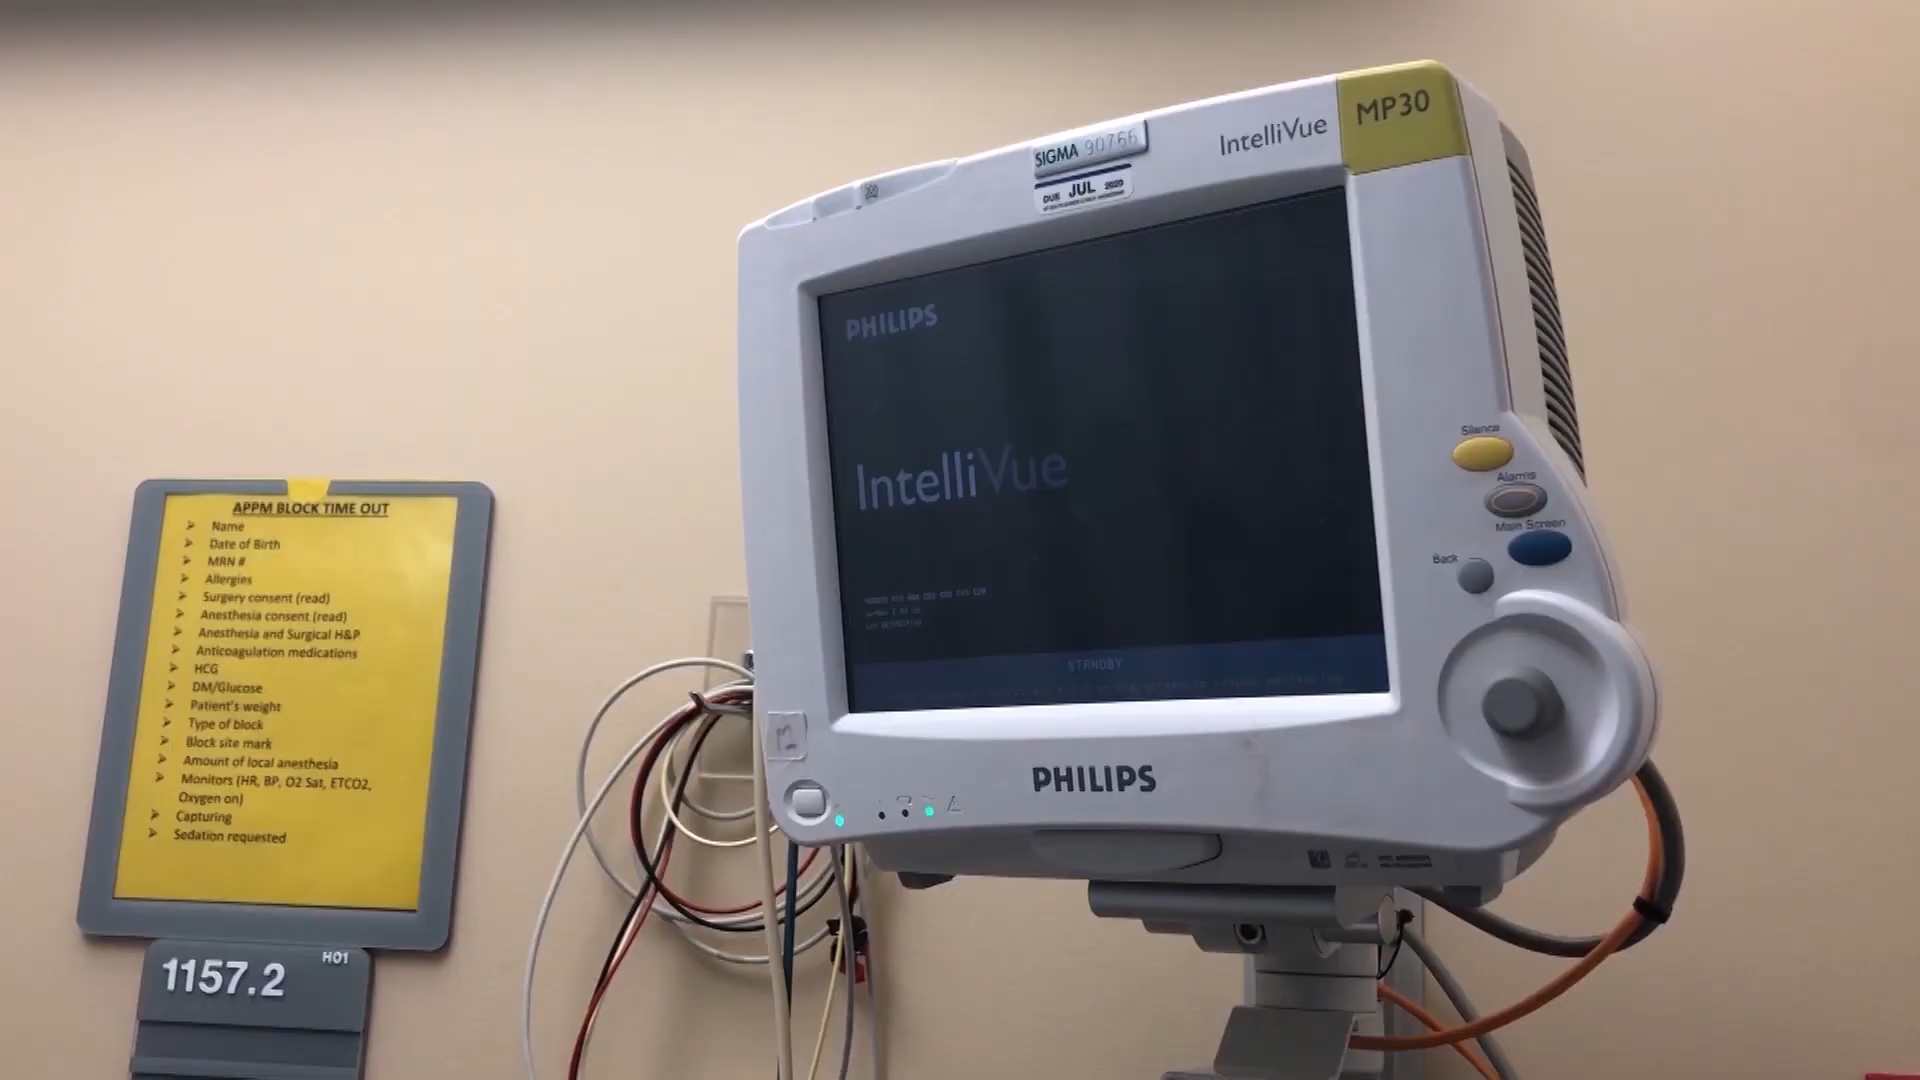 APPM BLOCK TIME OUT
➤ Name
➤ Date of Birth
➤ MRN #
➤ Allergies
➤ Surgery consent (read)
➤ Anesthesia consent (read)
➤ Anesthesia and Surgical H&P
➤ Anticoagulation medications
➤ HCG
➤ DM/Glucose
➤ Patient's weight
➤ Type of block
➤ Block site mark
➤ Amount of local anesthesia
➤ Monitors (HR, BP, O2 Sat, ETCO2,
Oxygen on)
➤ Capturing
➤ Sedation requested
1157.2
H01
SIGMA 90766
DUE JUL 2020
IntelliVue
MP30
PHILIPS
IntelliVue
STANDBY
Silence
Alarms
Main Screen
Back
PHILIPS